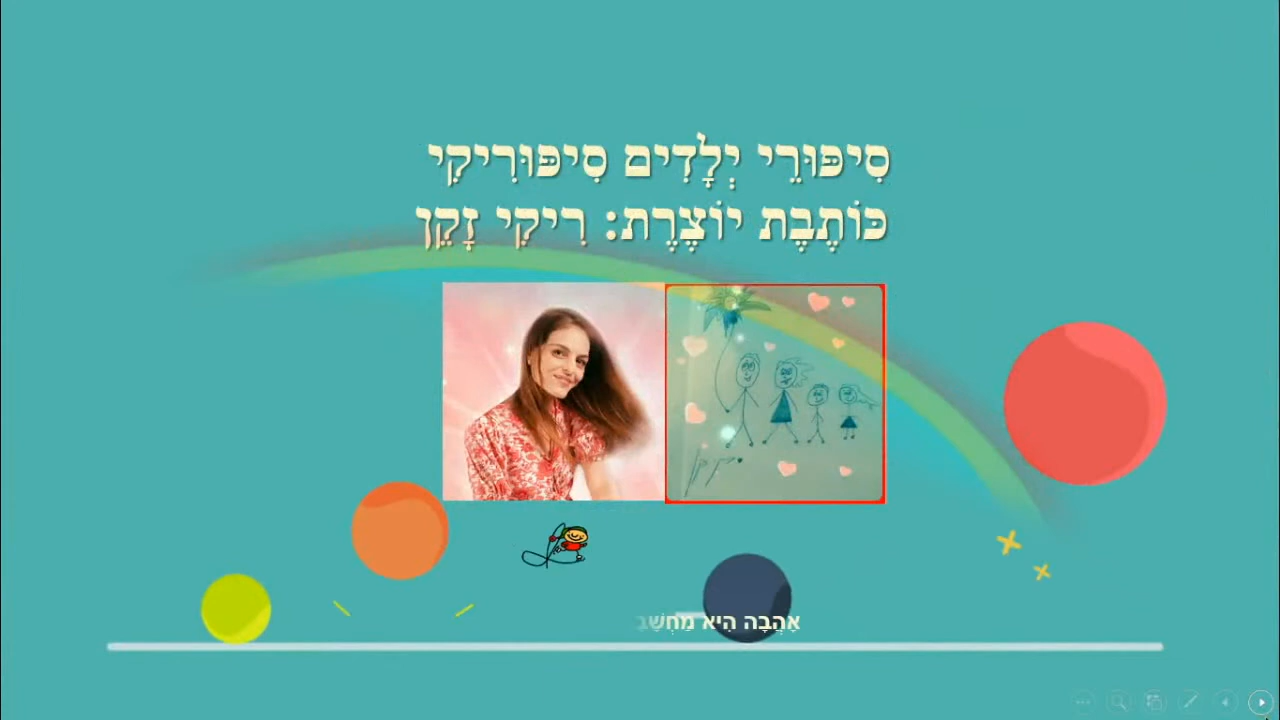 סִיפּוּרֵי יְלָדִים סִיפּוּרִיקִי
כּוֹתֶבֶת יוֹצֶרֶת: רִיקִי זָקֵן
אַהֲבָה הִיא מַחְשַׁבַ